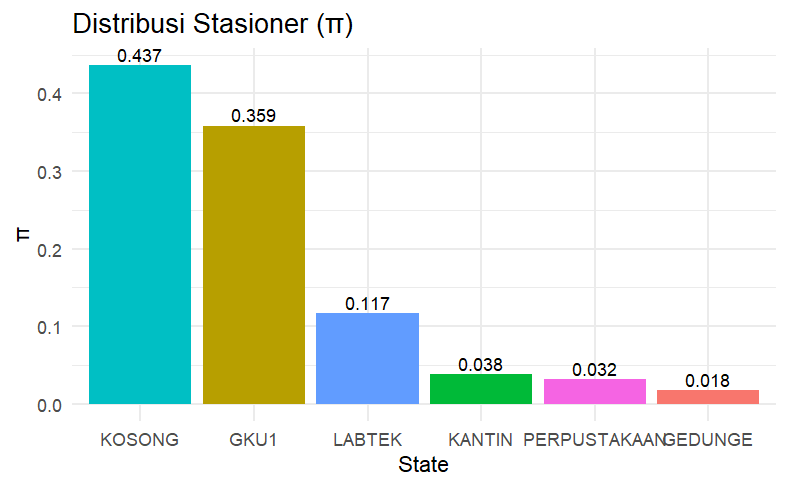 Distribusi Stasioner (π)
0.437
0.359
0.117
0.038
0.032
0.018
0.4
0.3
0.2
0.1
0.0
π
KOSONG GKU1 LABTEK KANTIN PERPUSTAKAAN GEDUNGE
State